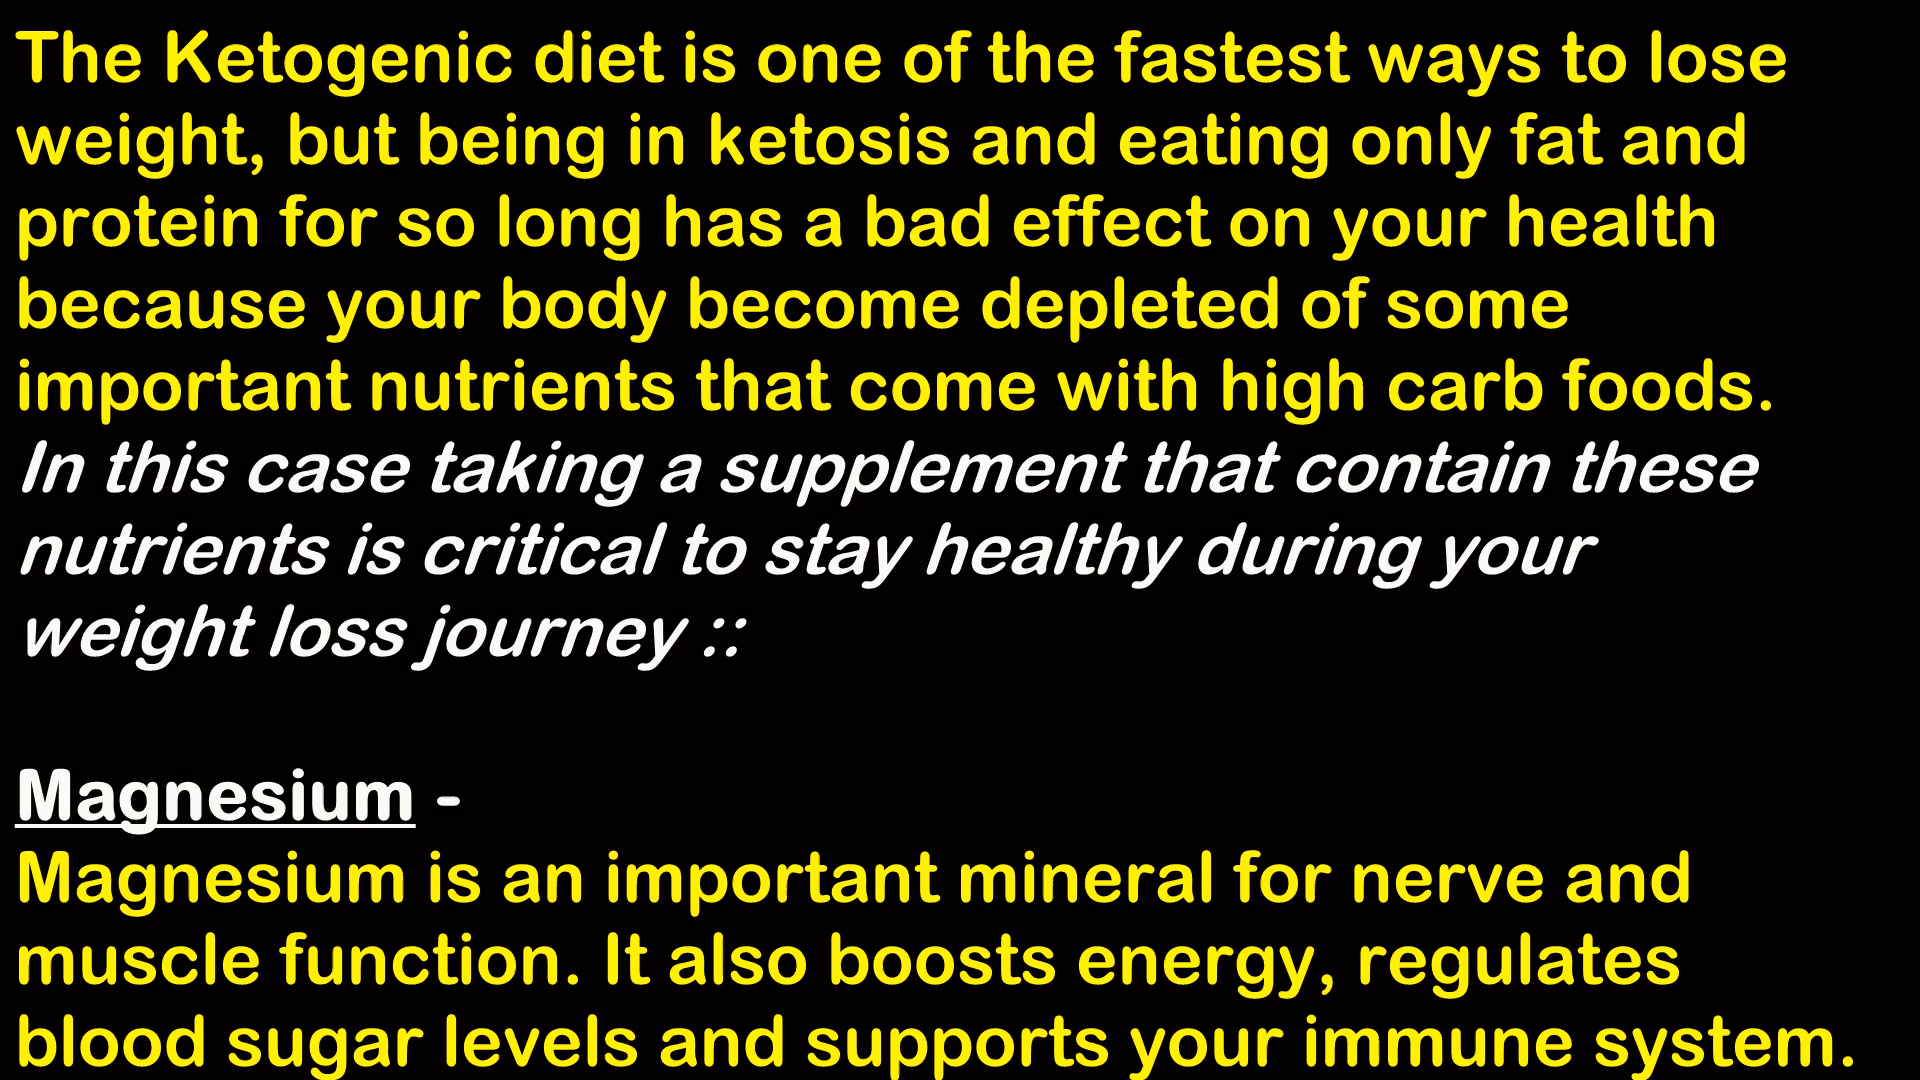 The Ketogenic diet is one of the fastest ways to lose
weight, but being in ketosis and eating only fat and
protein for so long has a bad effect on your health
because your body become depleted of some
important nutrients that come with high carb foods.
In this case taking a supplement that contain these
nutrients is critical to stay healthy during your
weight loss journey ::
Magnesium -
Magnesium is an important mineral for nerve and
muscle function. It also boosts energy, regulates
blood sugar levels and supports your immune system.